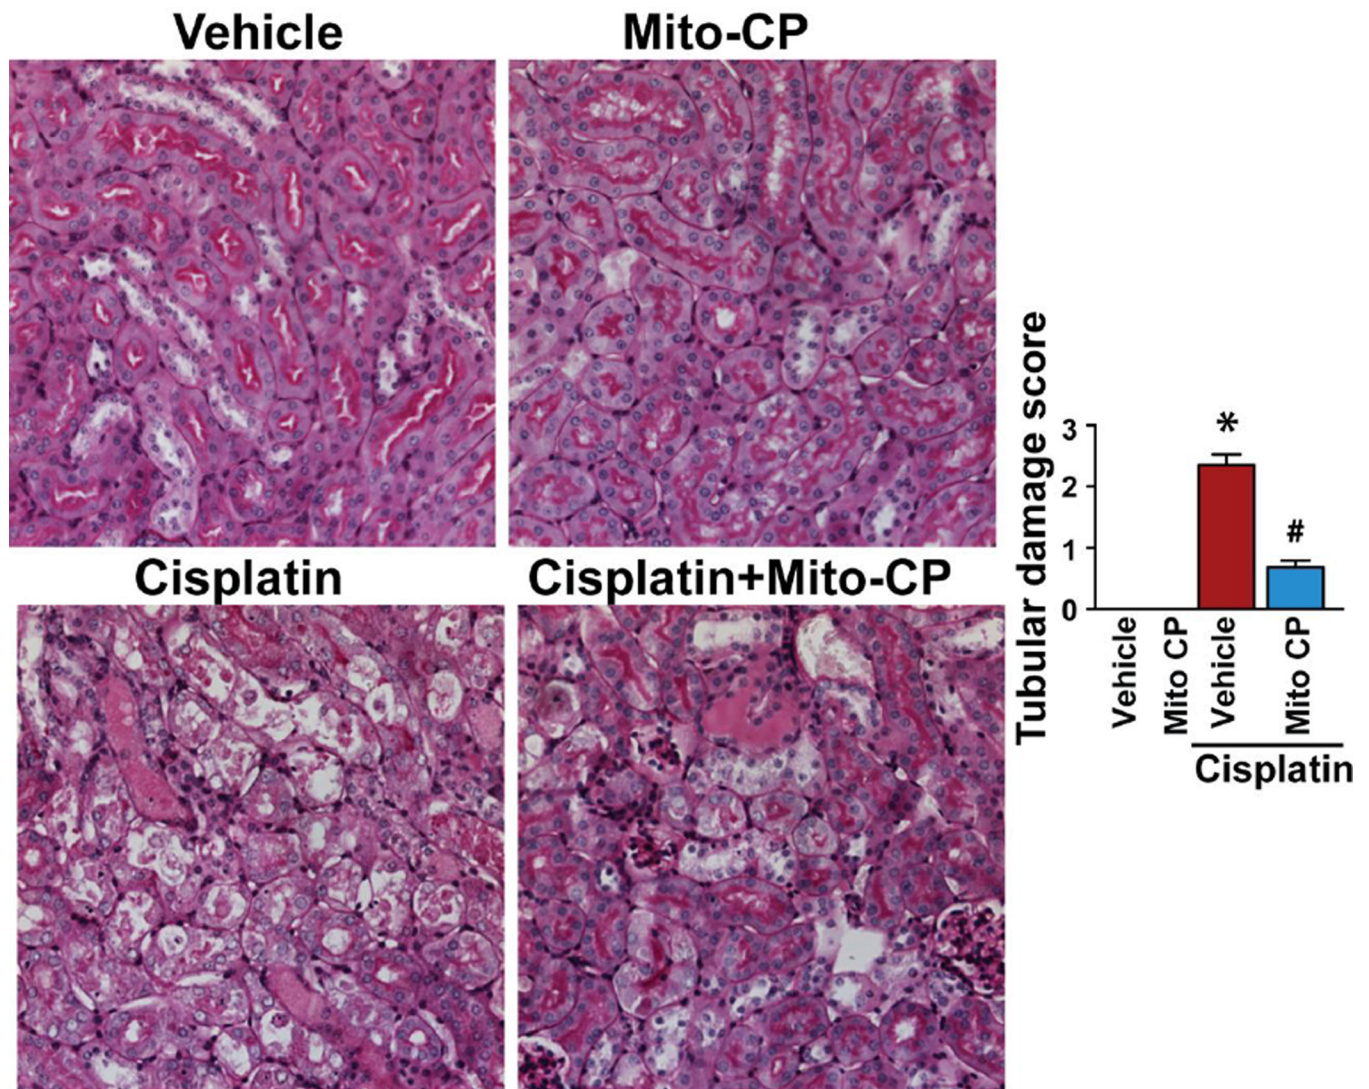 Vehicle
Mito-CP
Cisplatin
Cisplatin+Mito-CP
Tubular damage score
3
2
1
0
*
#
Vehicle
Mito CP
Vehicle
Mito CP
Cisplatin